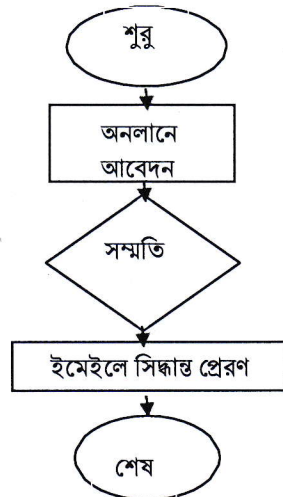 শুরু
অনলানে
আবেদন
সম্মতি
ইমেইলে সিদ্ধান্ত প্রেরণ
শেষ